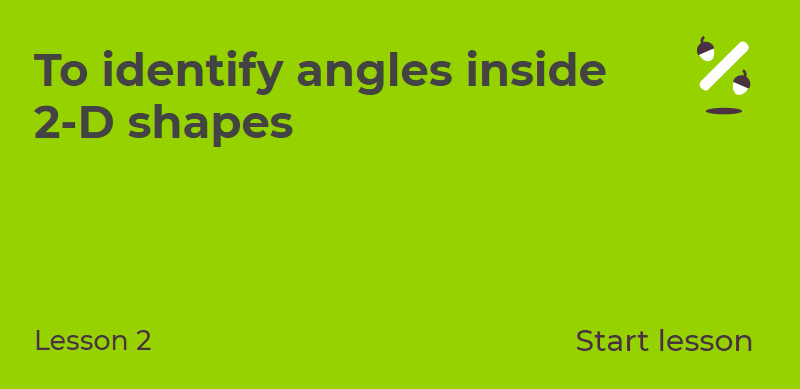 To identify angles inside
2-D shapes
Lesson 2
Start lesson